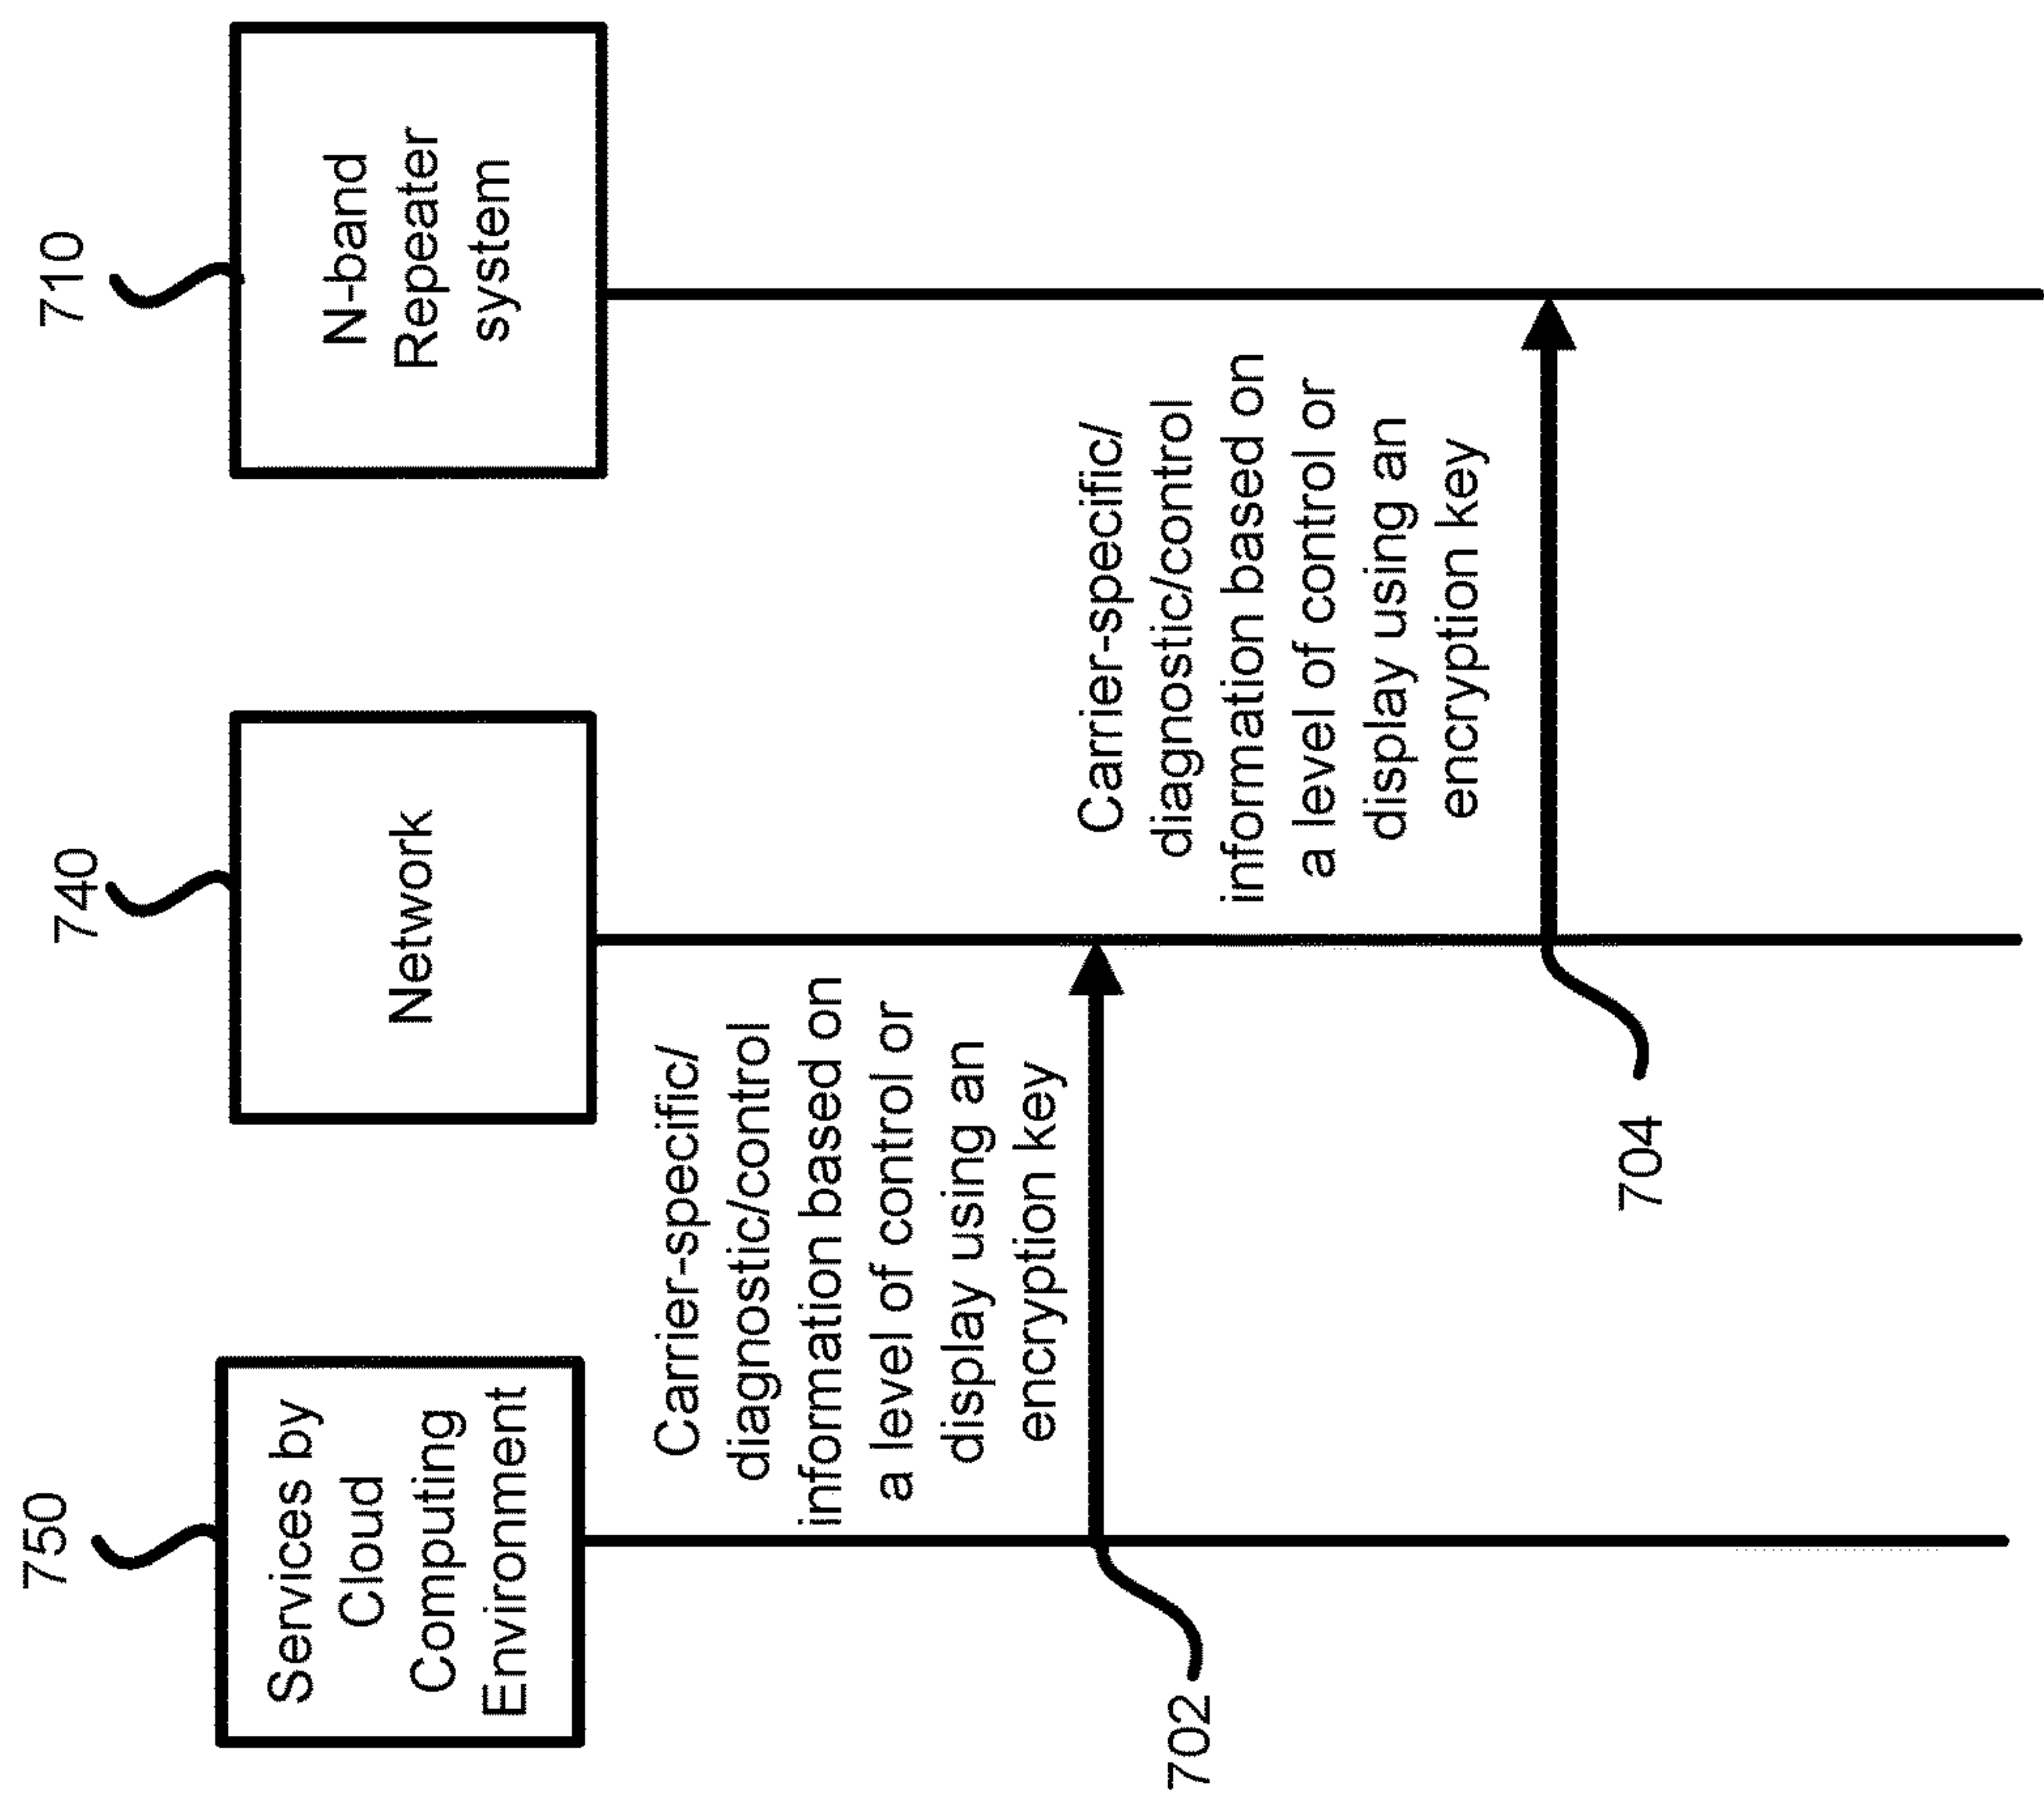 750
Services by
Cloud
Computing
Environment
740
Network
710
N-band
Repeater
system
Carrier-specific/
diagnostic/control
information based on
a level of control or
display using an
encryption key
702
Carrier-specific/
diagnostic/control
information based on
a level of control or
display using an
encryption key
704